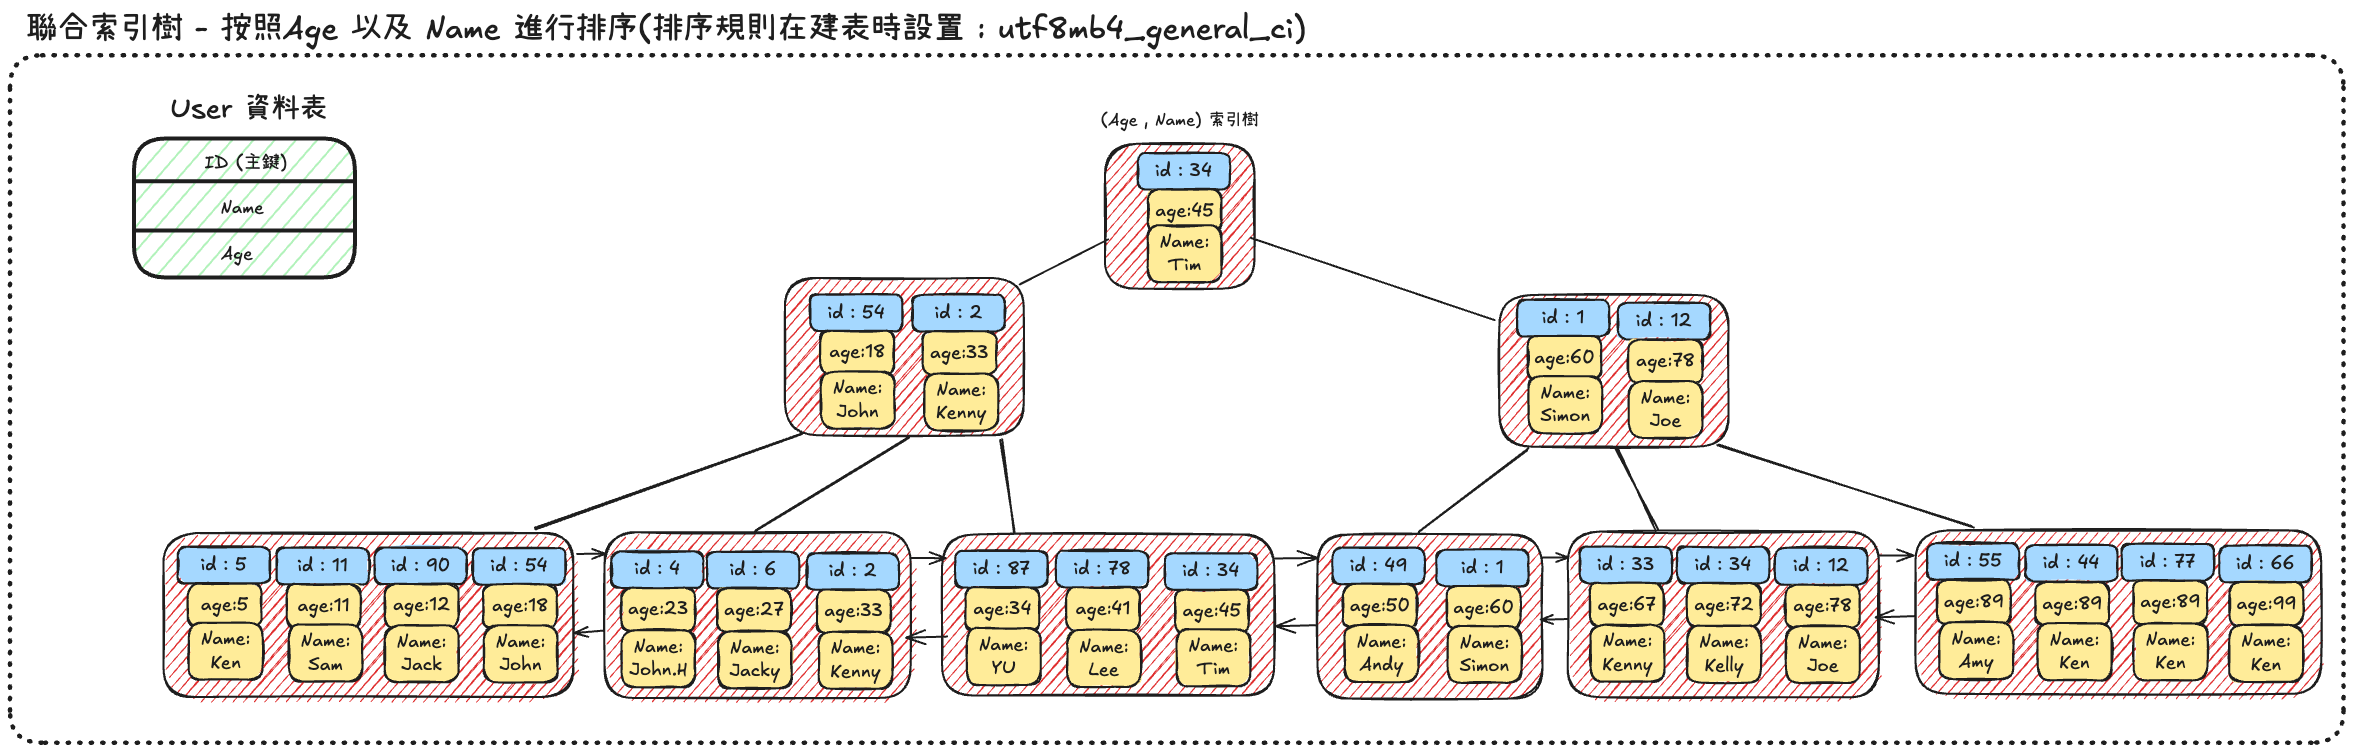 聯合索引樹 - 按照Age 以及 Name 進行排序(排序規則在建表時設置：utf8mb4_general_ci)
User 資料表
ID (主鍵)
Name
Age
(Age , Name) 索引樹
id : 34
age:45
Name:
Tim
id : 54
age:18
Name:
John
id : 2
age:33
Name:
Kenny
id : 1
age:60
Name:
Simon
id : 12
age:78
Name:
Joe
id : 5
age:5
Name:
Ken
id : 11
age:11
Name:
Sam
id : 90
age:12
Name:
Jack
id : 54
age:18
Name:
John
id : 4
age:23
Name:
John.H
id : 6
age:27
Name:
Jacky
id : 2
age:33
Name:
Kenny
id : 87
age:34
Name:
YU
id : 78
age:41
Name:
Lee
id : 34
age:45
Name:
Tim
id : 49
age:50
Name:
Andy
id : 1
age:60
Name:
Simon
id : 33
age:67
Name:
Kenny
id : 34
age:72
Name:
Kelly
id : 12
age:78
Name:
Joe
id : 55
age:89
Name:
Amy
id : 44
age:89
Name:
Ken
id : 77
age:89
Name:
Ken
id : 66
age:99
Name:
Ken